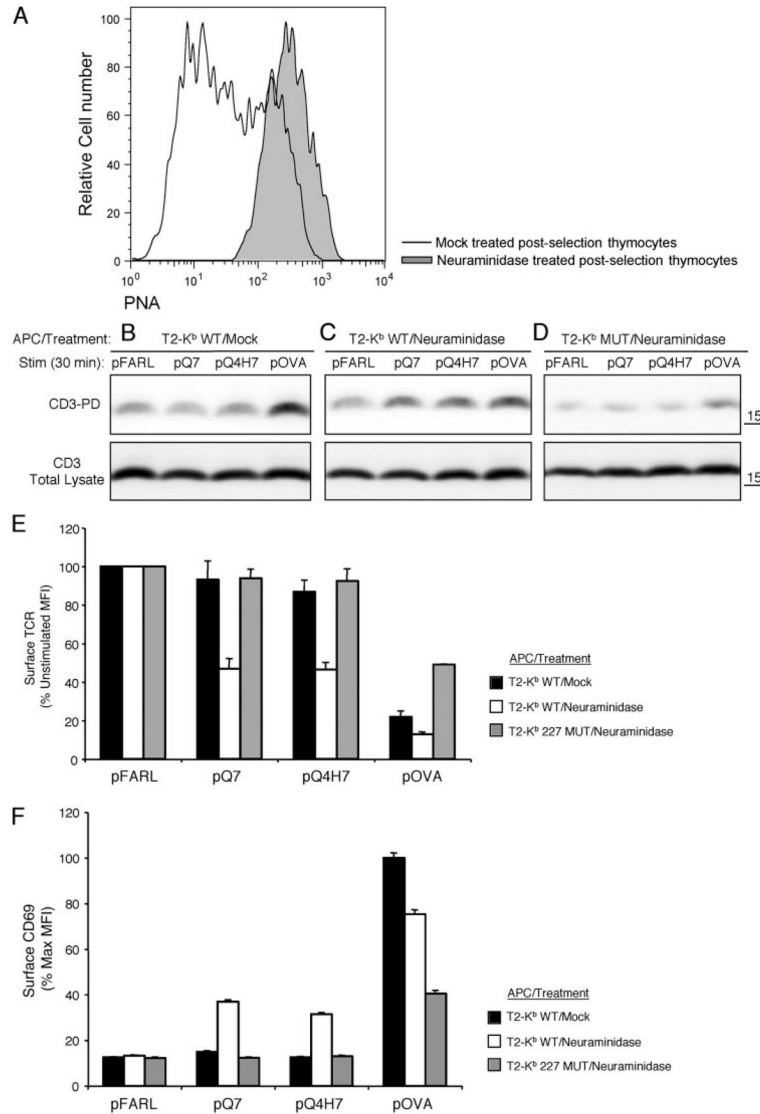 A
100
80
60
40
20
0
Relative Cell number
10⁰ 10¹ 10² 10³ 10⁴
PNA
Mock treated post-selection thymocytes
Neuraminidase treated post-selection thymocytes
B C D
APC/Treatment: T2-Kᵇ WT/Mock T2-Kᵇ WT/Neuraminidase T2-Kᵇ MUT/Neuraminidase
Stim (30 min): pFARL pQ7 pQ4H7 pOVA pFARL pQ7 pQ4H7 pOVA pFARL pQ7 pQ4H7 pOVA
CD3-PD
15
CD3
Total Lysate
15
E
120
100
80
60
40
20
0
Surface TCR
(% Unstimulated MFI)
pFARL pQ7 pQ4H7 pOVA
APC/Treatment
T2-Kᵇ WT/Mock
T2-Kᵇ WT/Neuraminidase
T2-Kᵇ 227 MUT/Neuraminidase
F
120
100
80
60
40
20
0
Surface CD69
(% Max MFI)
pFARL pQ7 pQ4H7 pOVA
APC/Treatment
T2-Kᵇ WT/Mock
T2-Kᵇ WT/Neuraminidase
T2-Kᵇ 227 MUT/Neuraminidase